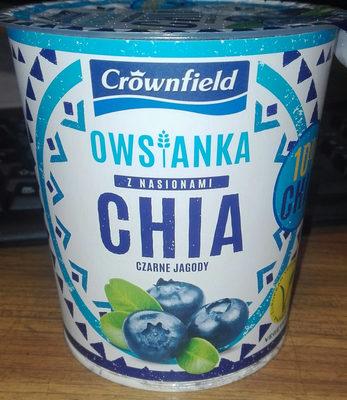 Crownfield
OWSIANKA
Z NASIONAMI
CHIA
CZARNE JAGODY